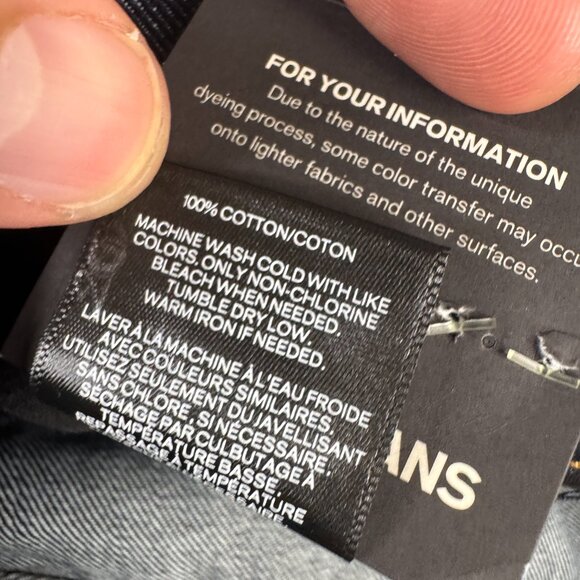 FOR YOUR INFORMATION
Due to the nature of the unique
dyeing process, some color transfer may occu
onto lighter fabrics and other surfaces.
100% COTTON/COTON
MACHINE WASH COLD WITH LIKE
COLORS. ONLY NON-CHLORINE
BLEACH WHEN NEEDED.
TUMBLE DRY LOW.
WARM IRON IF NEEDED.
LAVER À LA MACHINE À L'EAU FROIDE
AVEC COULEURS SIMILAIRES,
UTILISEZ SEULEMENT DU JAVELLISANT
SANS CHLORE, SI NÉCESSAIRE.
SÉCHAGE PAR CULBUTAGE À
TEMPÉRATURE BASSE.
REPASSAGE À TEMPÉRATURE
ANS